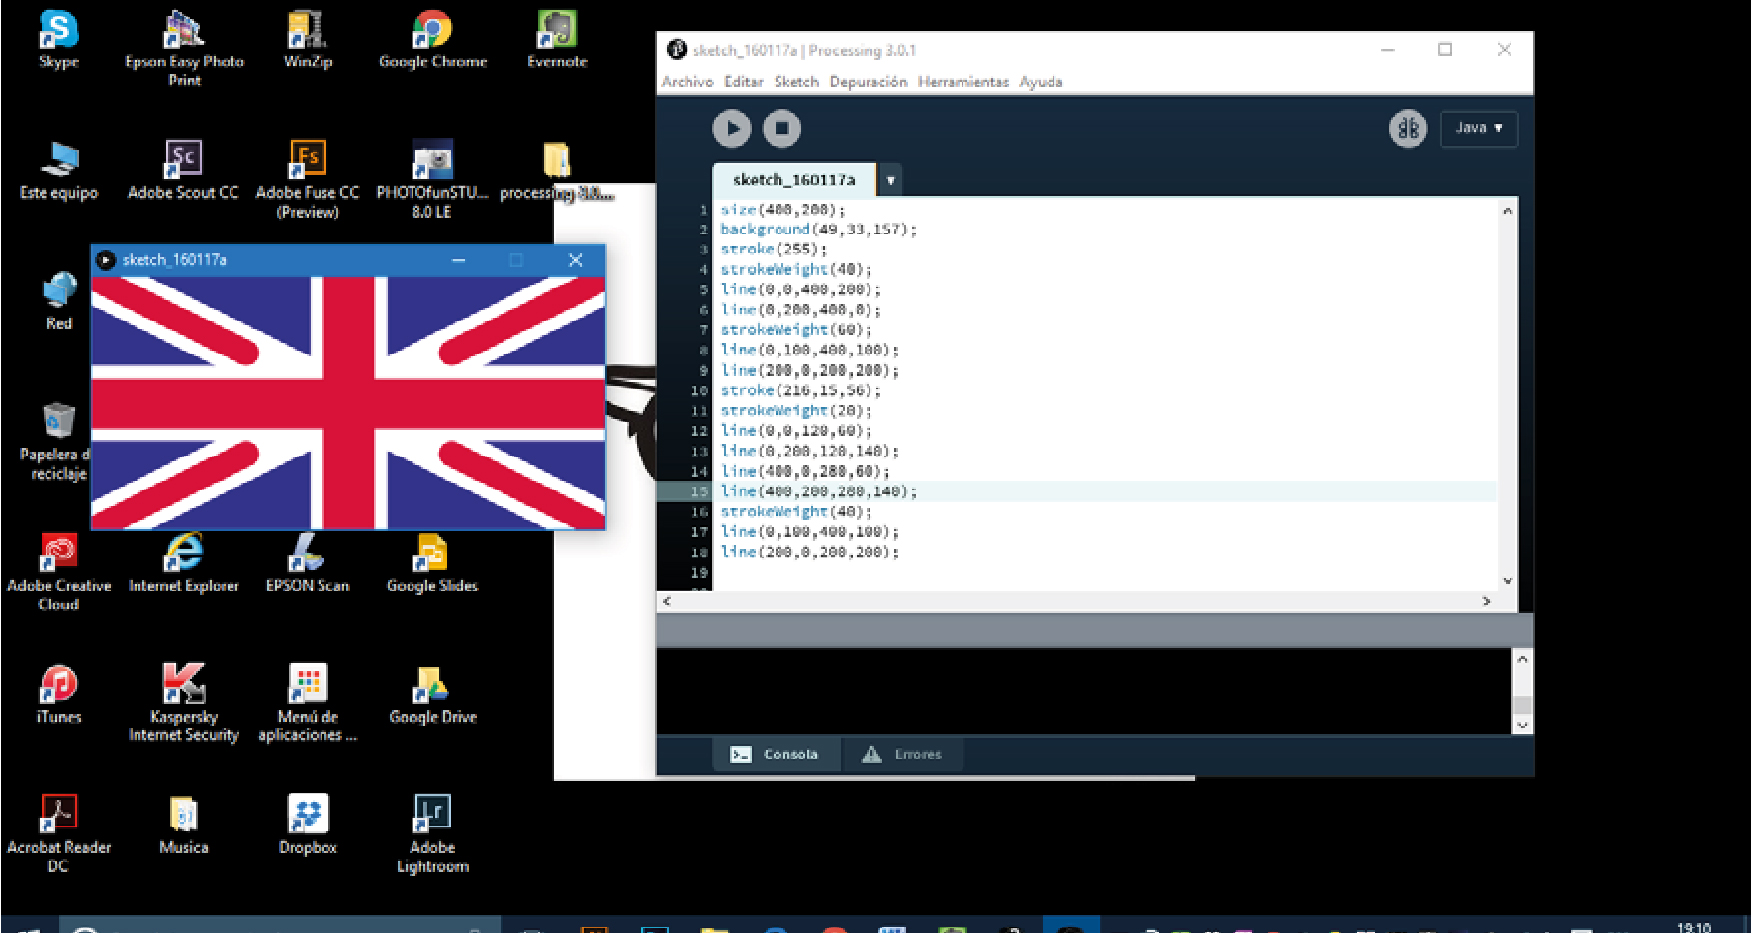 Skype
Epson Easy Photo
Print
WinZip
Google Chrome
Evernote
Este equipo
Adobe Scout CC
Adobe Fuse CC
(Preview)
PHOTOfunSTU...
8.0 LE
processing-3.0....
Red
Papelera d
reciclaje
Adobe Creative
Cloud
Internet Explorer
EPSON Scan
Google Slides
iTunes
Kaspersky
Internet Security
Menú de
aplicaciones ...
Google Drive
Acrobat Reader
DC
Musica
Dropbox
Adobe
Lightroom
sketch_160117a
sketch_160117a | Processing 3.0.1
Archivo Editar Sketch Depuración Herramientas Ayuda
Java
sketch_160117a
1 size(400,200);
2 background(49,33,157);
3 stroke(255);
4 strokeWeight(40);
5 line(0,0,400,200);
6 line(0,200,400,0);
7 strokeWeight(60);
8 line(0,100,400,100);
9 line(200,0,200,200);
10 stroke(216,15,56);
11 strokeWeight(20);
12 line(0,0,120,60);
13 line(0,200,120,140);
14 line(400,0,280,60);
15 line(400,200,280,140);
16 strokeWeight(40);
17 line(0,100,400,100);
18 line(200,0,200,200);
19
Consola
Errores
19:10